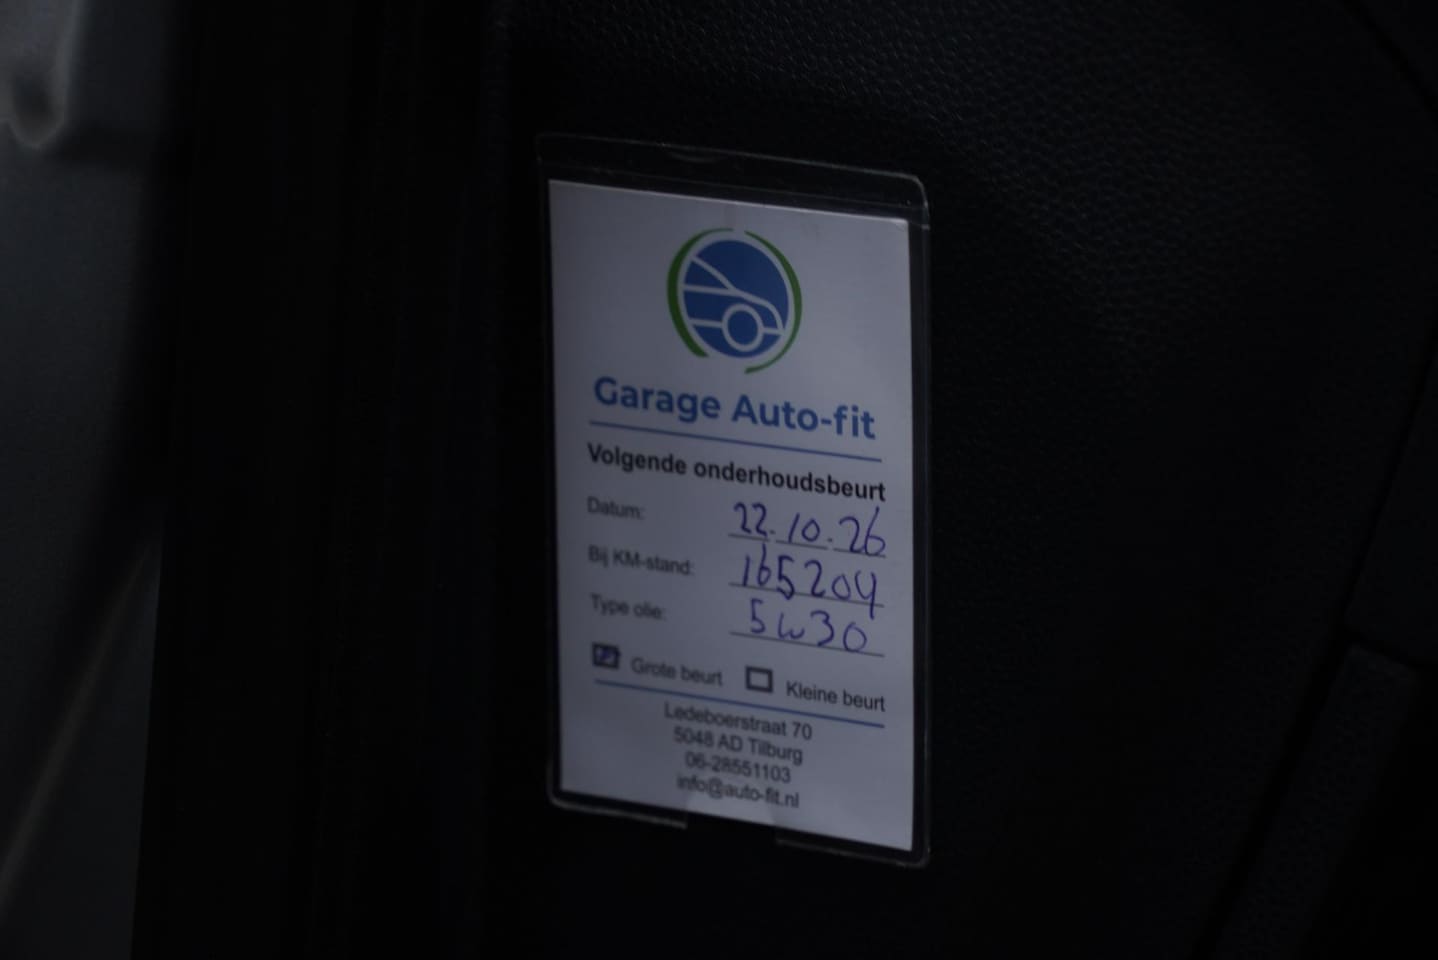 Garage Auto-fit
Volgende onderhoudsbeurt
Datum: 22.10.26
Bij KM-stand: 165204
Type olie: 5w30
Grote beurt Kleine beurt
Ledeboerstraat 70
5048 AD Tilburg
06-28551103
info@auto-fit.nl